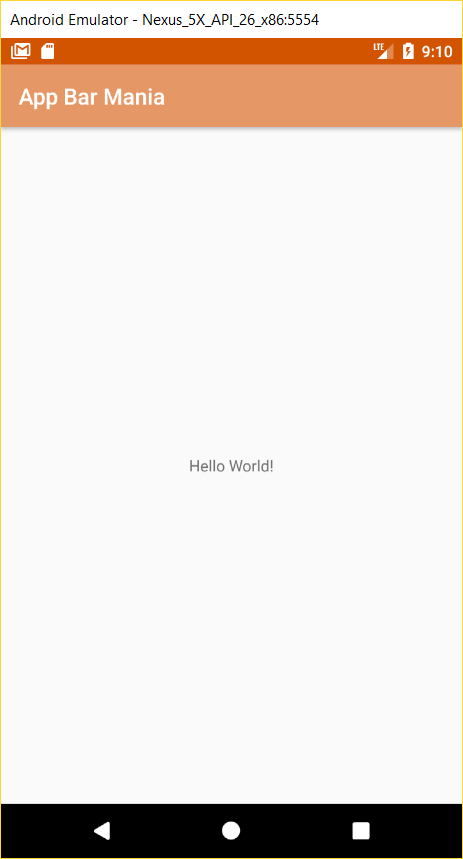 Android Emulator - Nexus_5X_API_26_x86:5554
LTE 9:10
App Bar Mania
Hello World!